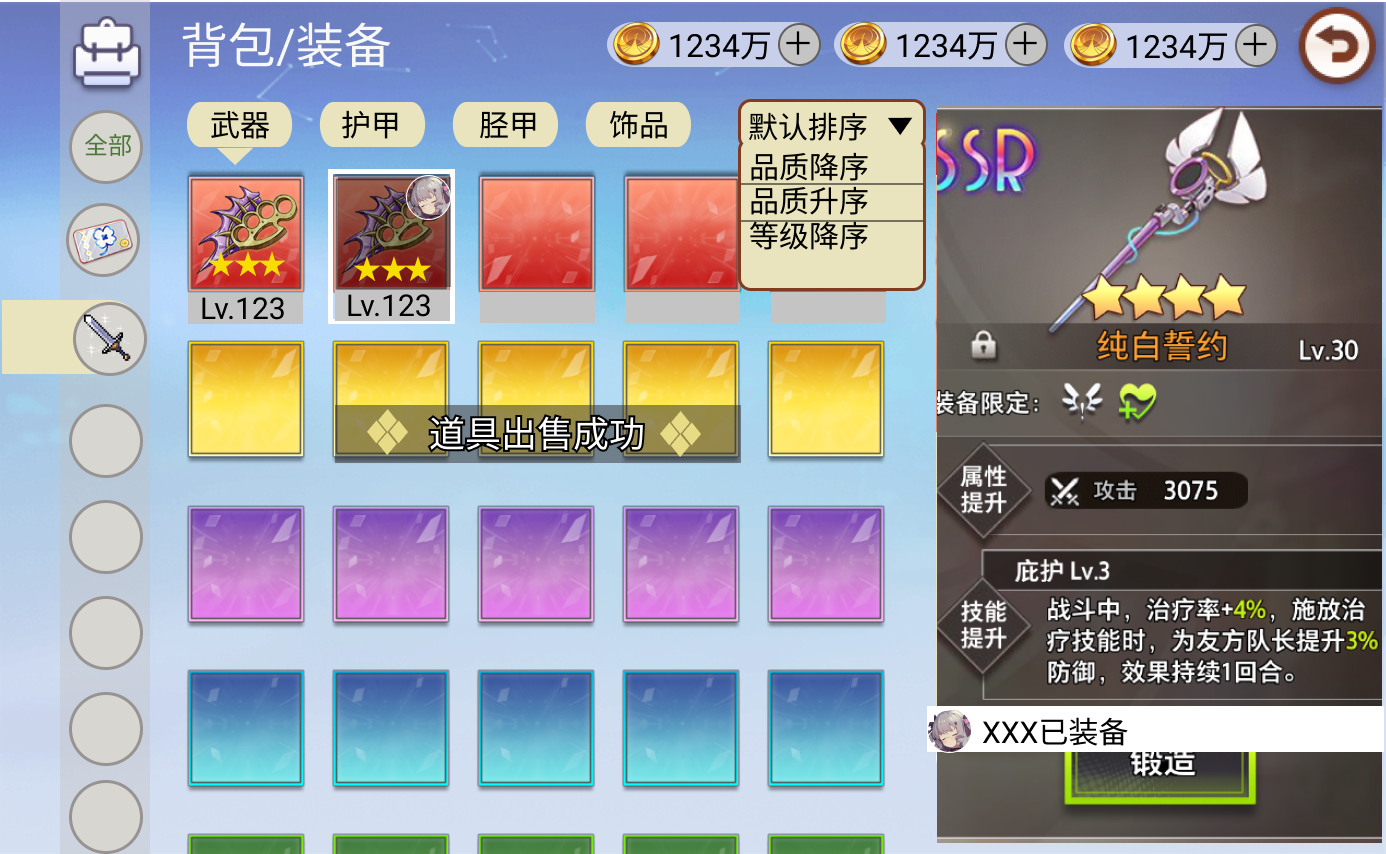 背包/装备
1234万
1234万
1234万
全部
武器
护甲
胫甲
饰品
默认排序
品质降序
品质升序
等级降序
Lv.123
Lv.123
道具出售成功
SSR
纯白誓约
Lv.30
装备限定：
属性
提升
攻击 3075
庇护 Lv.3
技能
提升
战斗中，治疗率+4%，施放治
疗技能时，为友方队长提升3%
防御，效果持续1回合。
XXX已装备
锻造